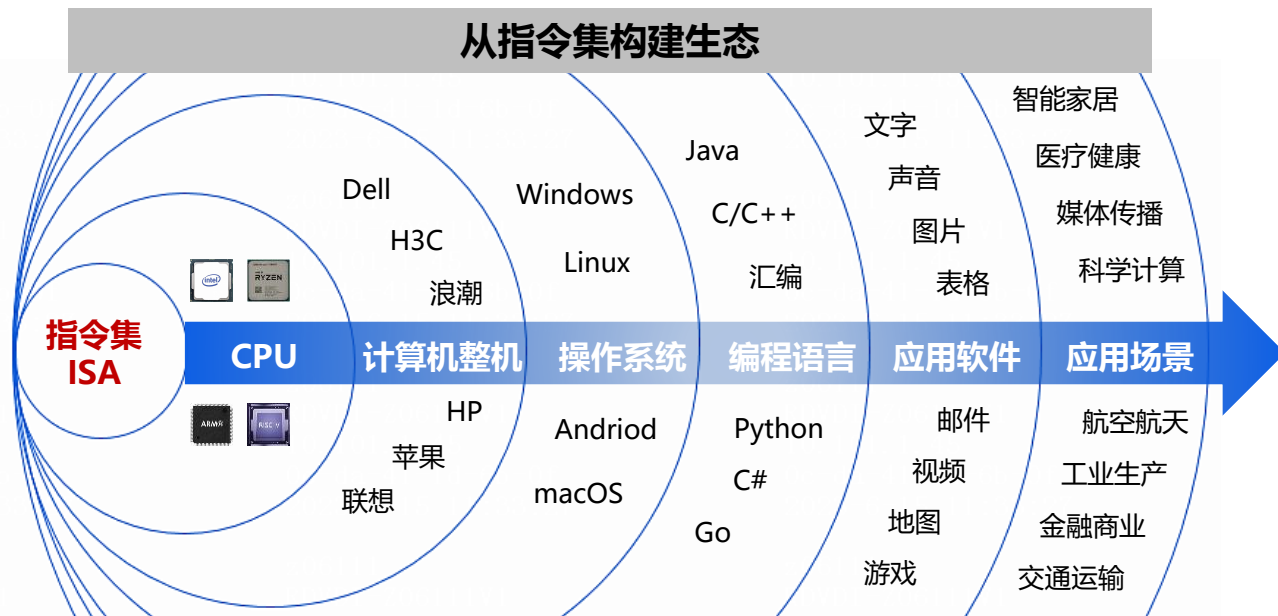 从指令集构建生态
指令集
ISA
CPU
intel
RYZEN
ARM
RISC-V
计算机整机
Dell
H3C
浪潮
HP
苹果
联想
操作系统
Windows
Linux
Andriod
macOS
编程语言
Java
C/C++
汇编
Python
C#
Go
应用软件
文字
声音
图片
表格
邮件
视频
地图
游戏
应用场景
智能家居
医疗健康
媒体传播
科学计算
航空航天
工业生产
金融商业
交通运输